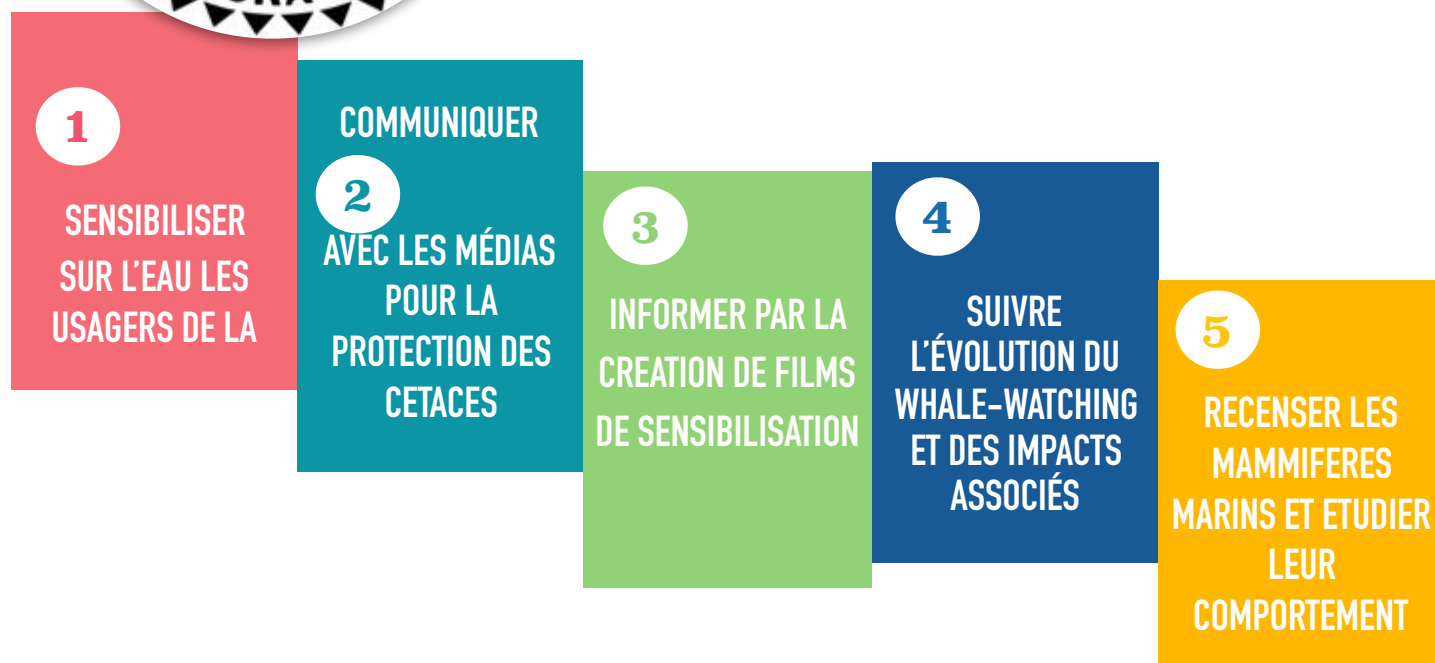 1
SENSIBILISER
SUR L'EAU LES
USAGERS DE LA
COMMUNIQUER
2
AVEC LES MÉDIAS
POUR LA
PROTECTION DES
CETACES
3
INFORMER PAR LA
CREATION DE FILMS
DE SENSIBILISATION
4
SUIVRE
L'ÉVOLUTION DU
WHALE-WATCHING
ET DES IMPACTS
ASSOCIÉS
5
RECENSER LES
MAMMIFERES
MARINS ET ETUDIER
LEUR
COMPORTEMENT